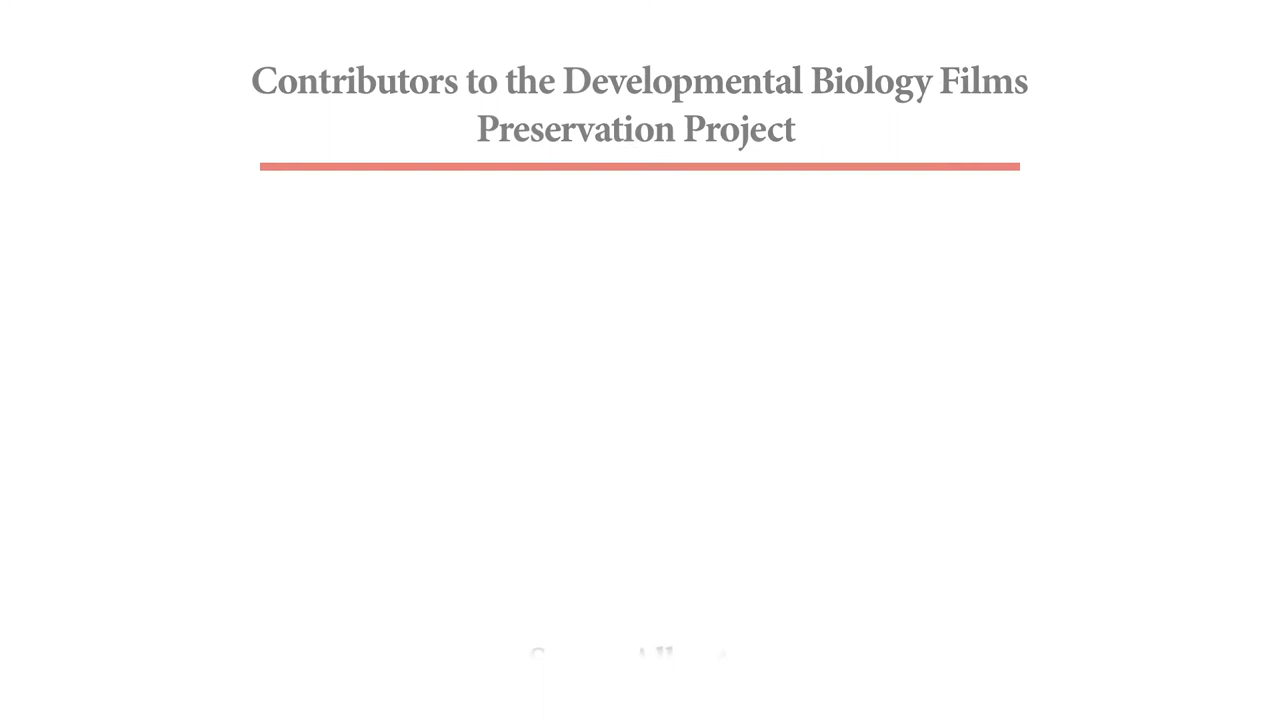 Contributors to the Developmental Biology Films
Preservation Project